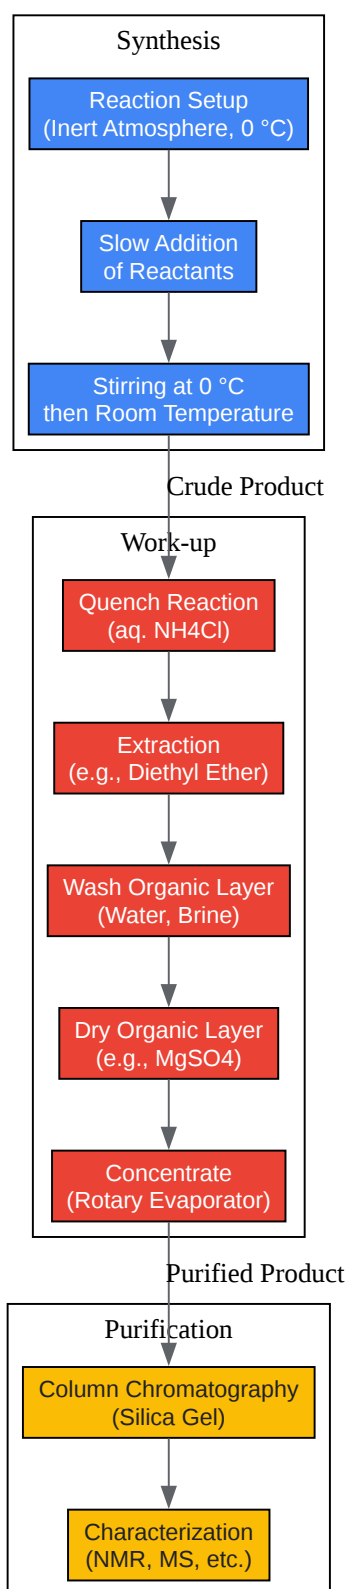 Synthesis
Reaction Setup
(Inert Atmosphere, 0 °C)
Slow Addition
of Reactants
Stirring at 0 °C
then Room Temperature
Crude Product
Work-up
Quench Reaction
(aq. NH4Cl)
Extraction
(e.g., Diethyl Ether)
Wash Organic Layer
(Water, Brine)
Dry Organic Layer
(e.g., MgSO4)
Concentrate
(Rotary Evaporator)
Purified Product
Purification
Column Chromatography
(Silica Gel)
Characterization
(NMR, MS, etc.)